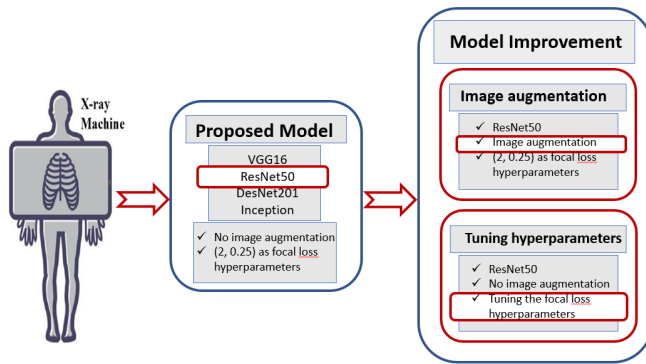 X-ray
Machine
Proposed Model
VGG16
ResNet50
DesNet201
Inception
✓ No image augmentation
✓ (2, 0.25) as focal loss
hyperparameters
Model Improvement
Image augmentation
✓ ResNet50
✓ Image augmentation
✓ (2, 0.25) as focal loss
hyperparameters
Tuning hyperparameters
✓ ResNet50
✓ No image augmentation
✓ Tuning the focal loss
hyperparameters